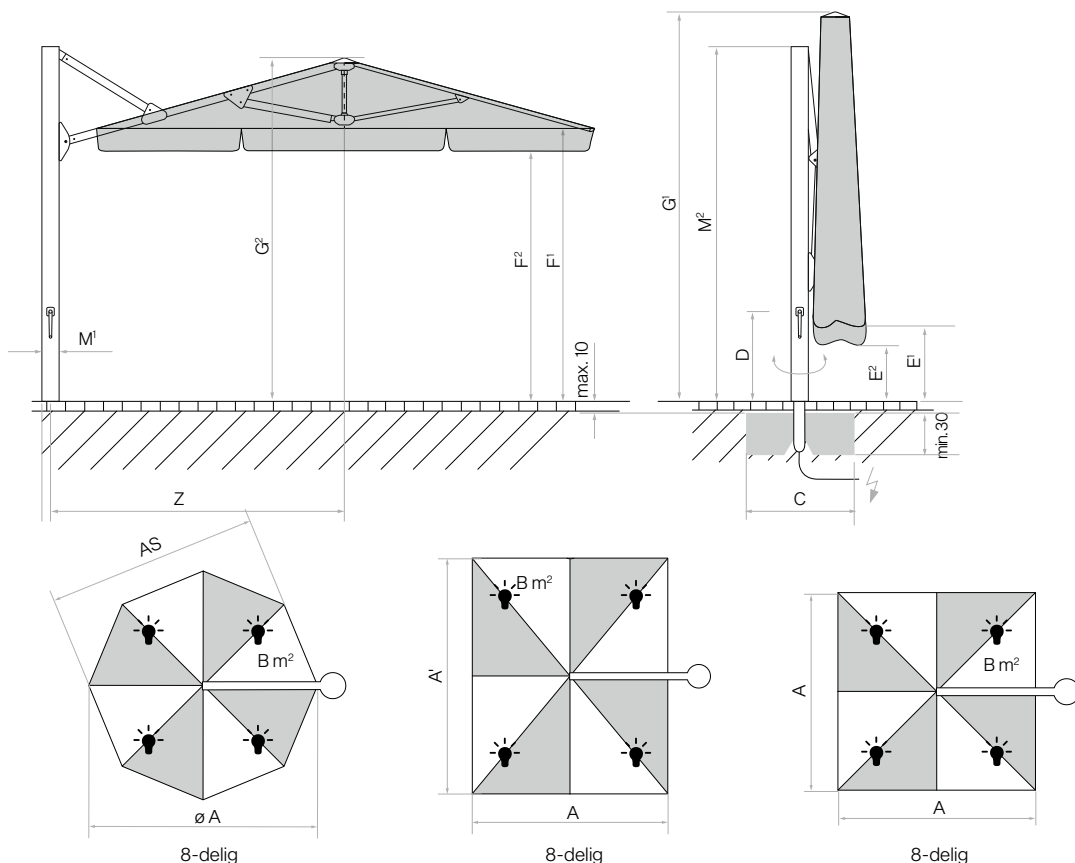 G²
F²
F¹
M¹
max. 10
Z
G¹
M²
D
E²
E¹
min.30
C
AS
B m²
ø A
8-delig
B m²
A'
A
8-delig
B m²
A
A
8-delig